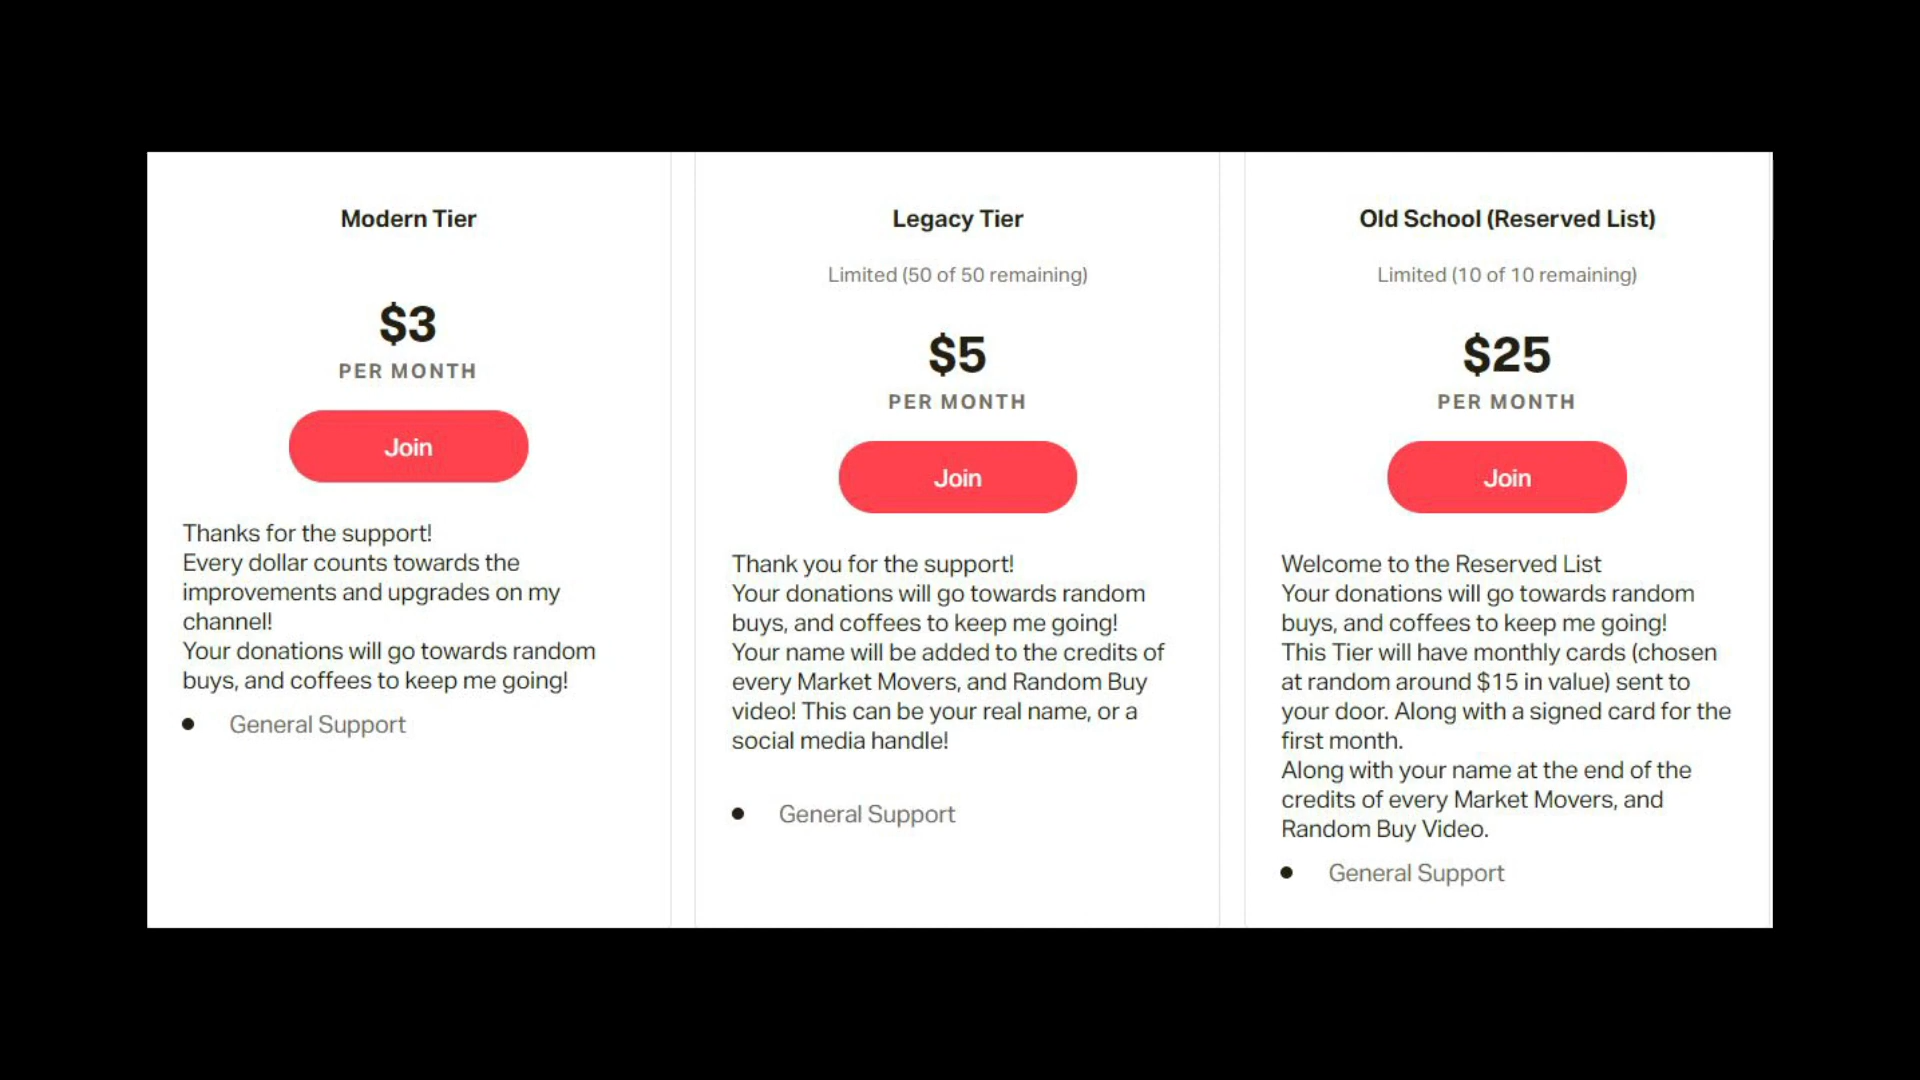 Modern Tier
$3
PER MONTH
Join
Thanks for the support!
Every dollar counts towards the
improvements and upgrades on my
channel!
Your donations will go towards random
buys, and coffees to keep me going!
General Support
Legacy Tier
Limited (50 of 50 remaining)
$5
PER MONTH
Join
Thank you for the support!
Your donations will go towards random
buys, and coffees to keep me going!
Your name will be added to the credits of
every Market Movers, and Random Buy
video! This can be your real name, or a
social media handle!
General Support
Old School (Reserved List)
Limited (10 of 10 remaining)
$25
PER MONTH
Join
Welcome to the Reserved List
Your donations will go towards random
buys, and coffees to keep me going!
This Tier will have monthly cards (chosen
at random around $15 in value) sent to
your door. Along with a signed card for the
first month.
Along with your name at the end of the
credits of every Market Movers, and
Random Buy Video.
General Support